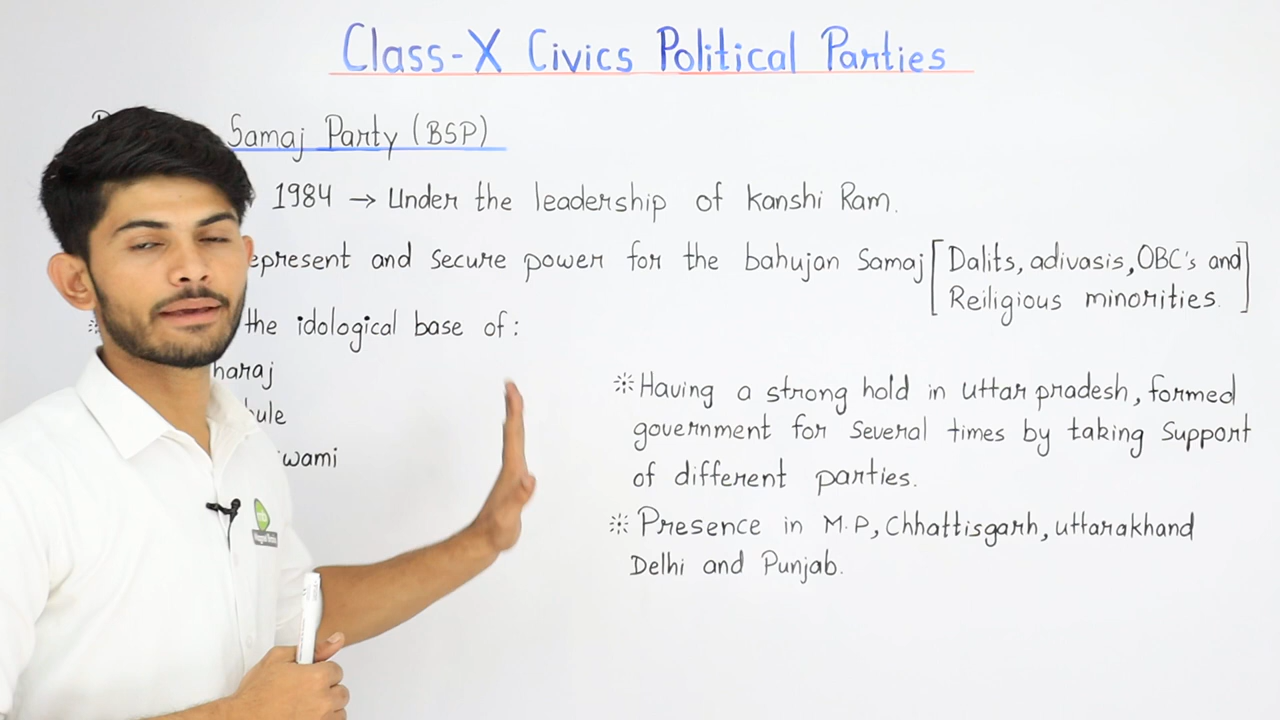 Class-X Civics Political Parties
Samaj Party (BSP)
1984 → Under the leadership of Kanshi Ram.
epresent and secure power for the bahujan Samaj [Dalits, adivasis, OBC's and
Reiligious minorities.]
the idological base of:
haraj
hule
wami
Having a strong hold in uttar pradesh, formed
government for several times by taking support
of different parties.
Presence in M.P, Chhattisgarh, uttarakhand
Delhi and Punjab.